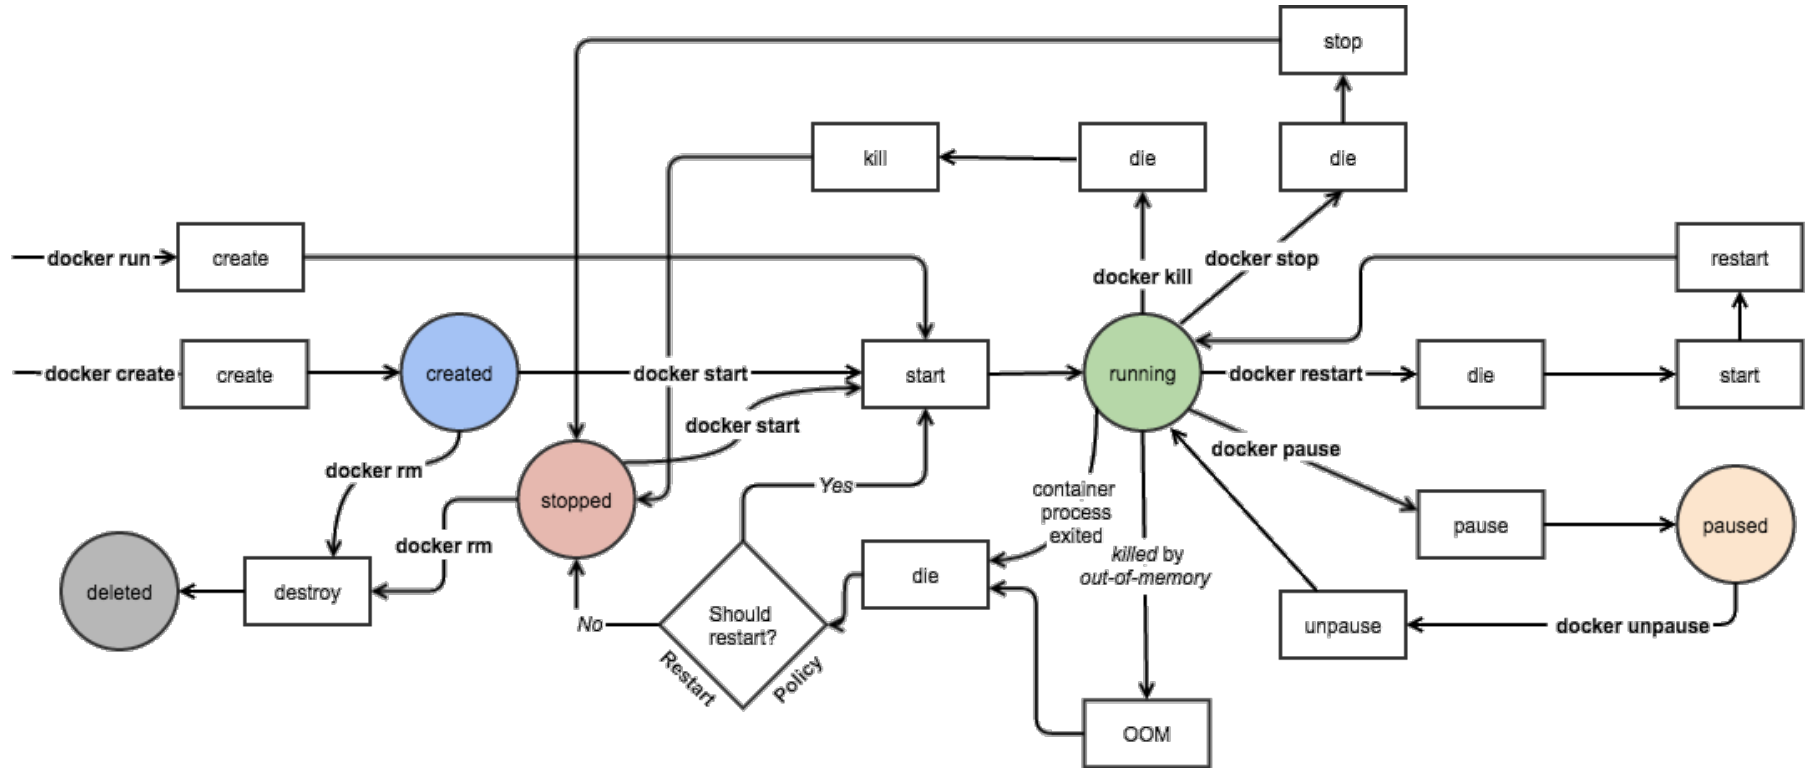 stop
kill
die
die
docker run
create
docker kill
docker stop
restart
docker create
create
created
docker start
start
running
docker restart
die
start
docker start
docker rm
stopped
docker pause
Yes
container
process
exited
pause
paused
docker rm
killed by
out-of-memory
deleted
destroy
die
No
Should
restart?
Restart
Policy
unpause
docker unpause
OOM